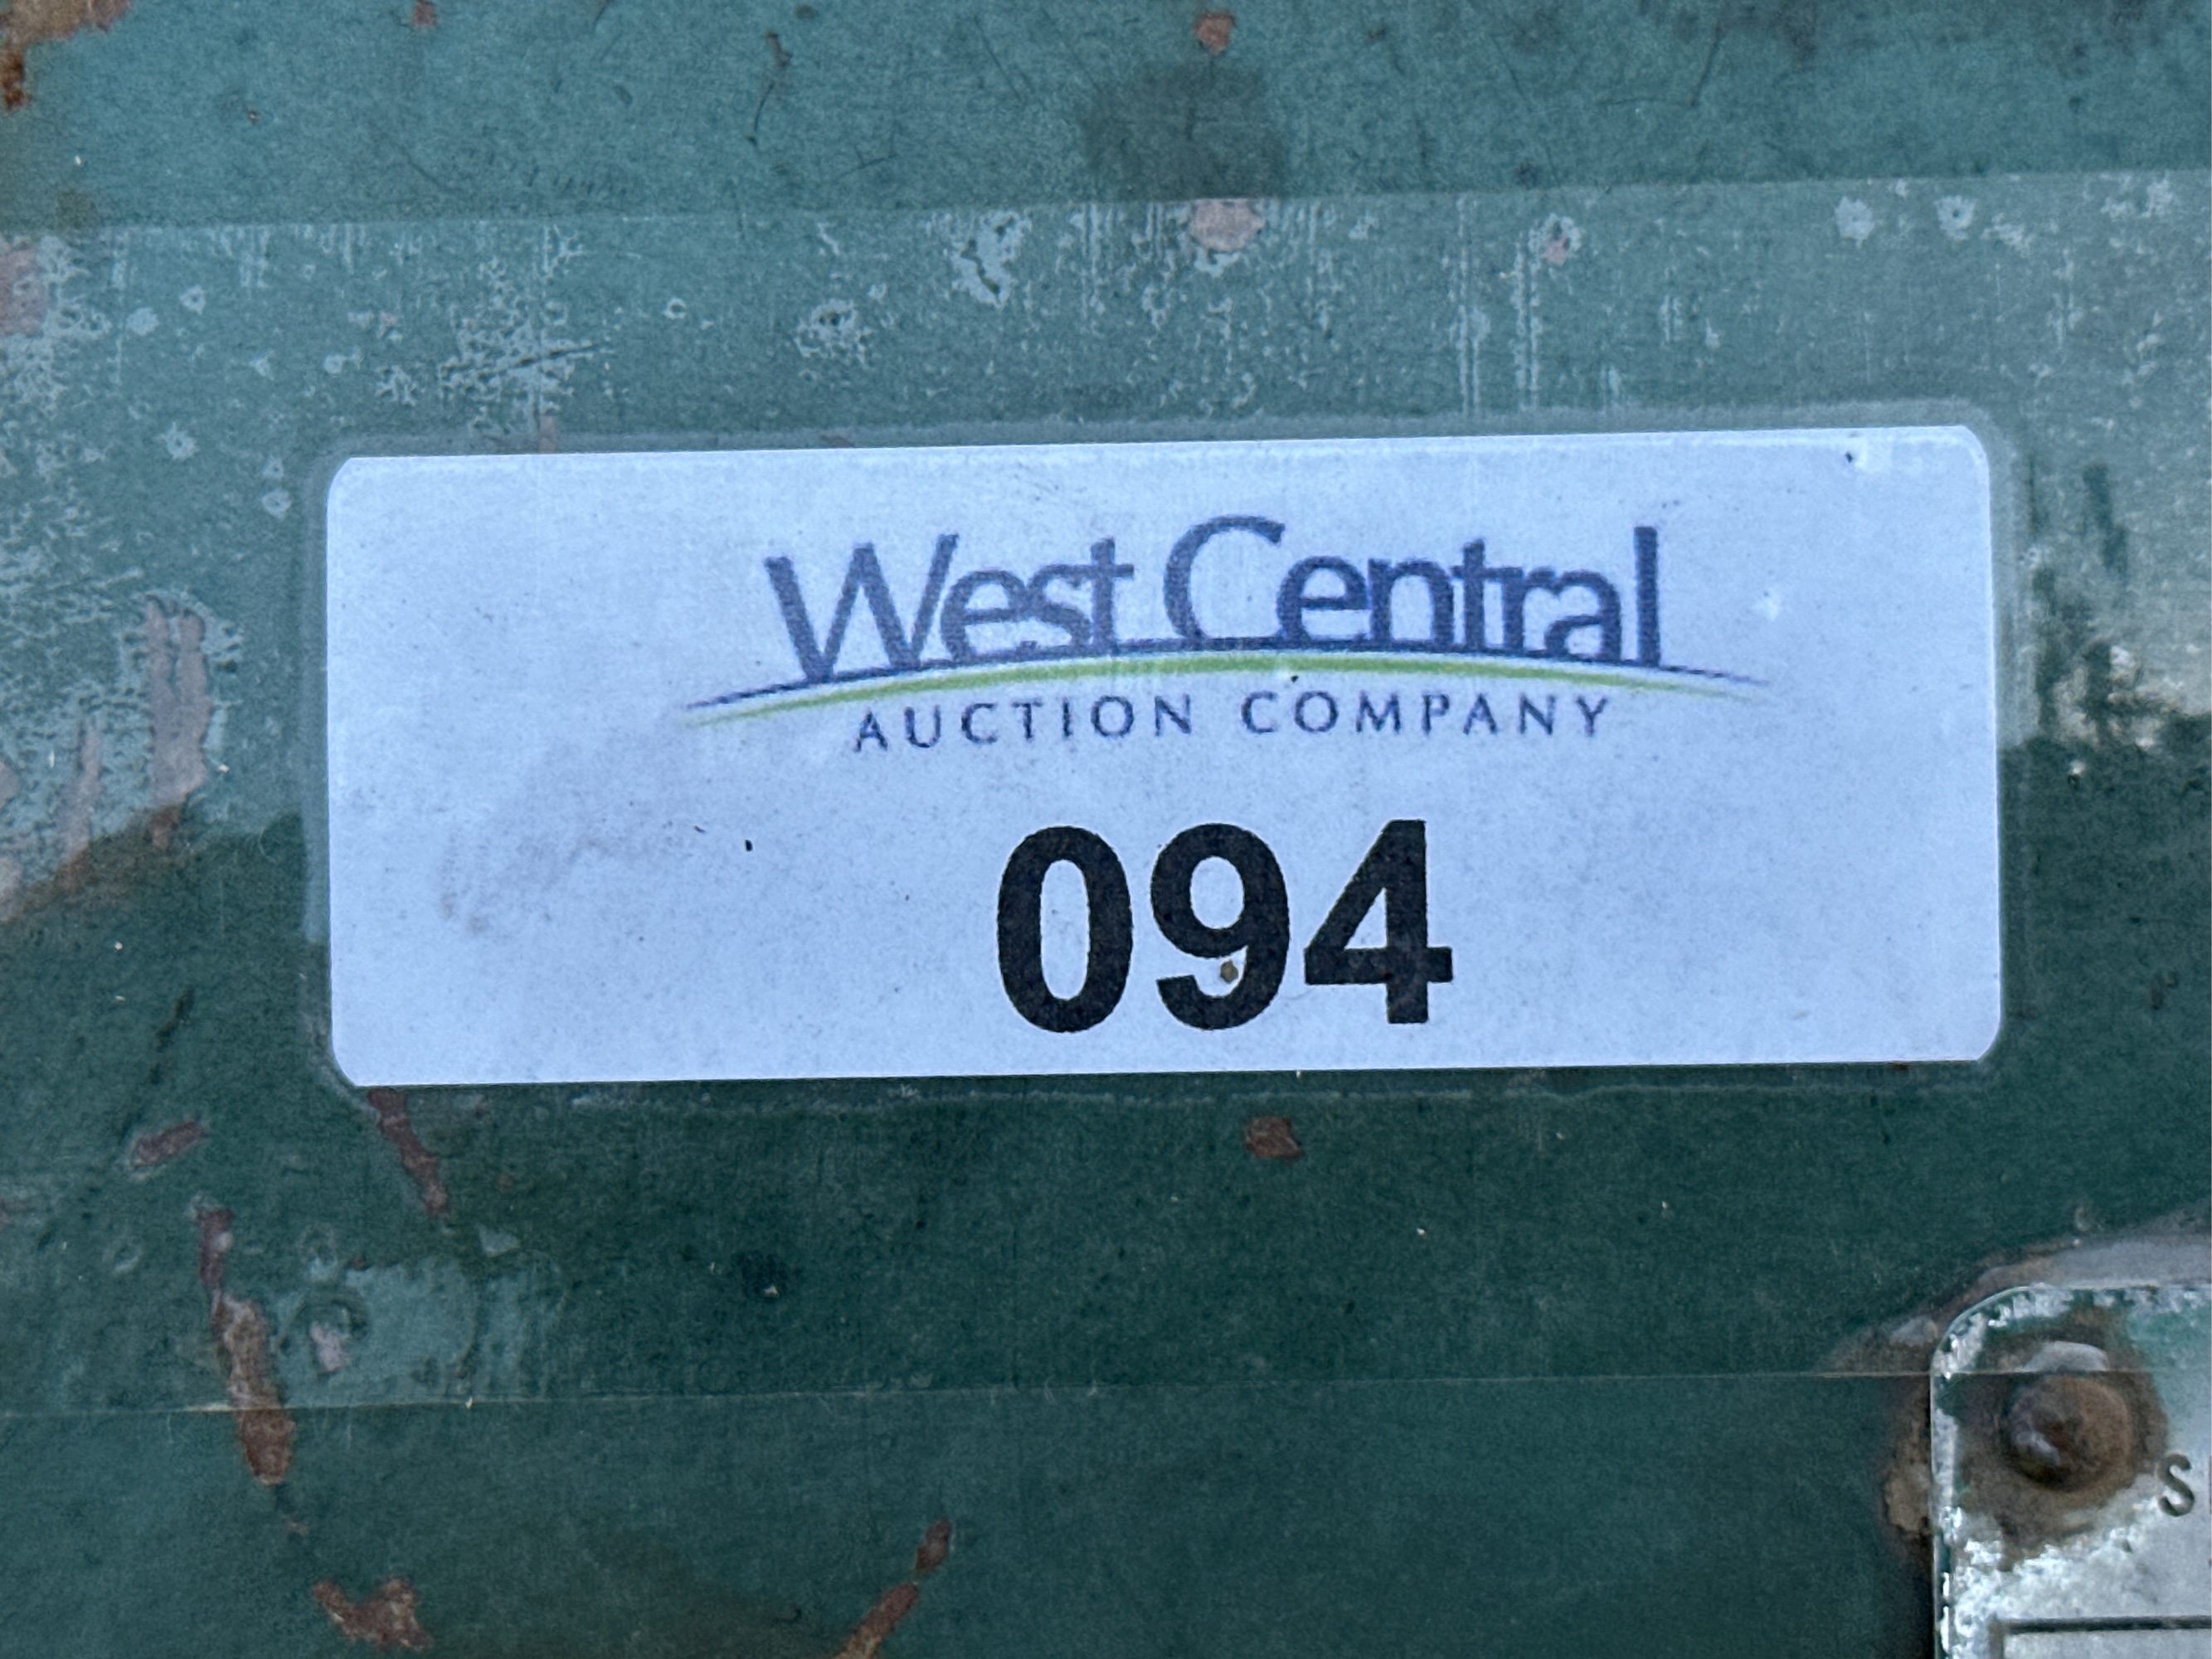 West Central
AUCTION COMPANY
094
S